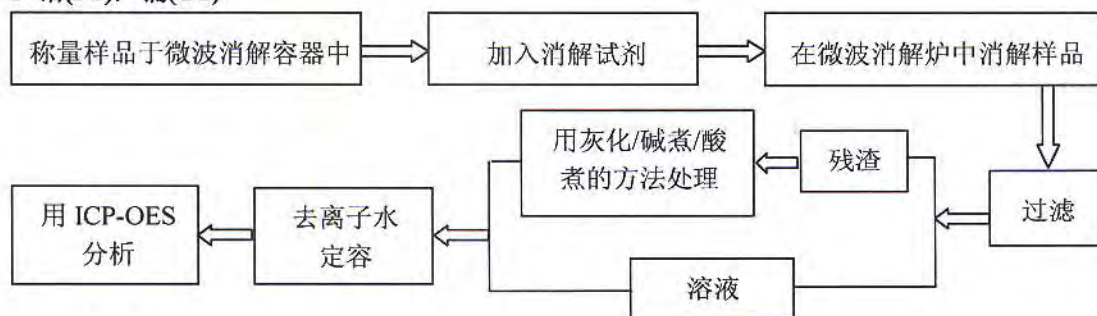 称量样品于微波消解容器中
加入消解试剂
在微波消解炉中消解样品
用灰化/碱煮/酸
煮的方法处理
残渣
过滤
用 ICP-OES
分析
去离子水
定容
溶液